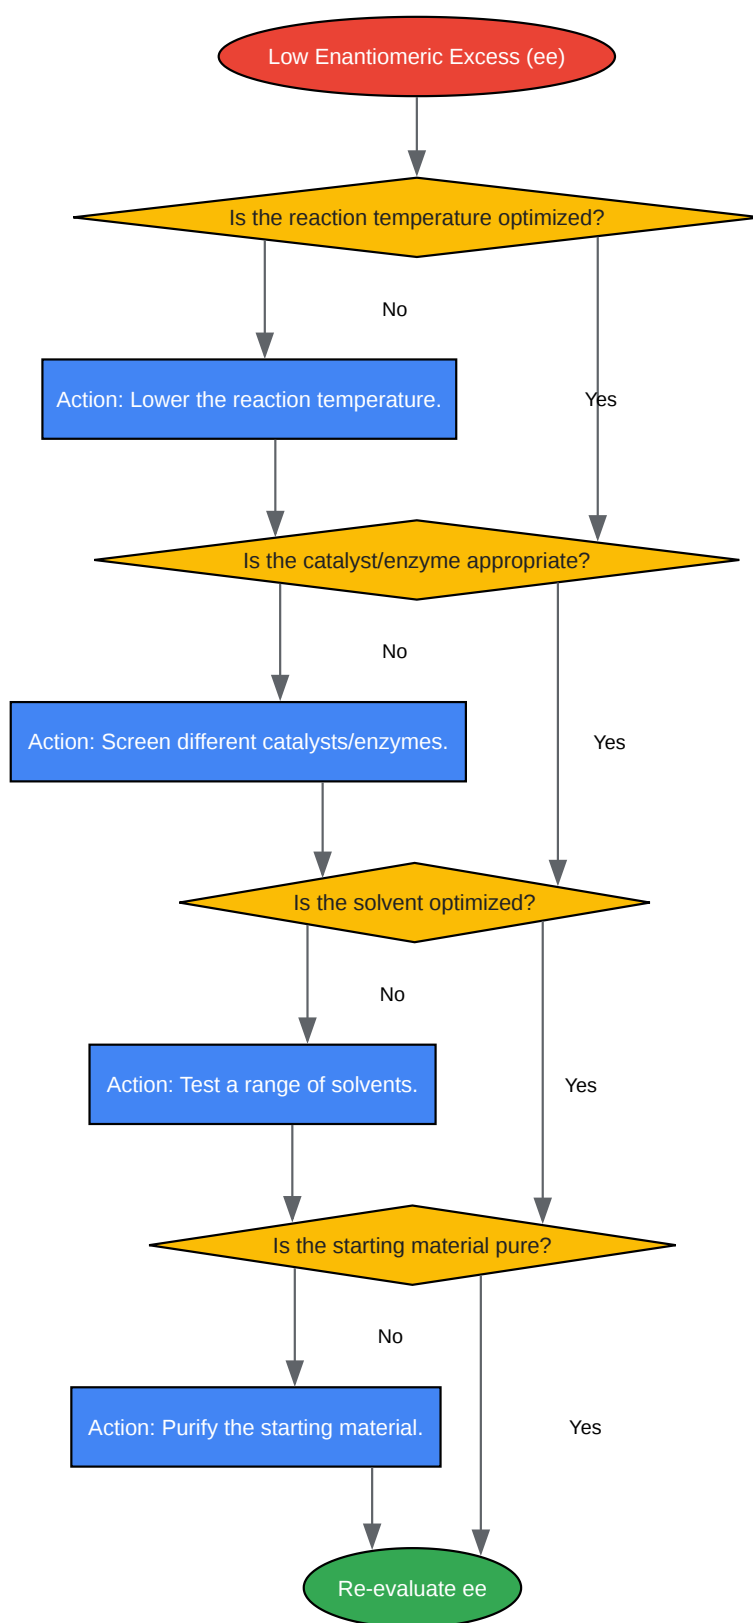 Low Enantiomeric Excess (ee)
Is the reaction temperature optimized?
No
Action: Lower the reaction temperature.
Yes
Is the catalyst/enzyme appropriate?
No
Action: Screen different catalysts/enzymes.
Yes
Is the solvent optimized?
No
Action: Test a range of solvents.
Yes
Is the starting material pure?
No
Action: Purify the starting material.
Yes
Re-evaluate ee